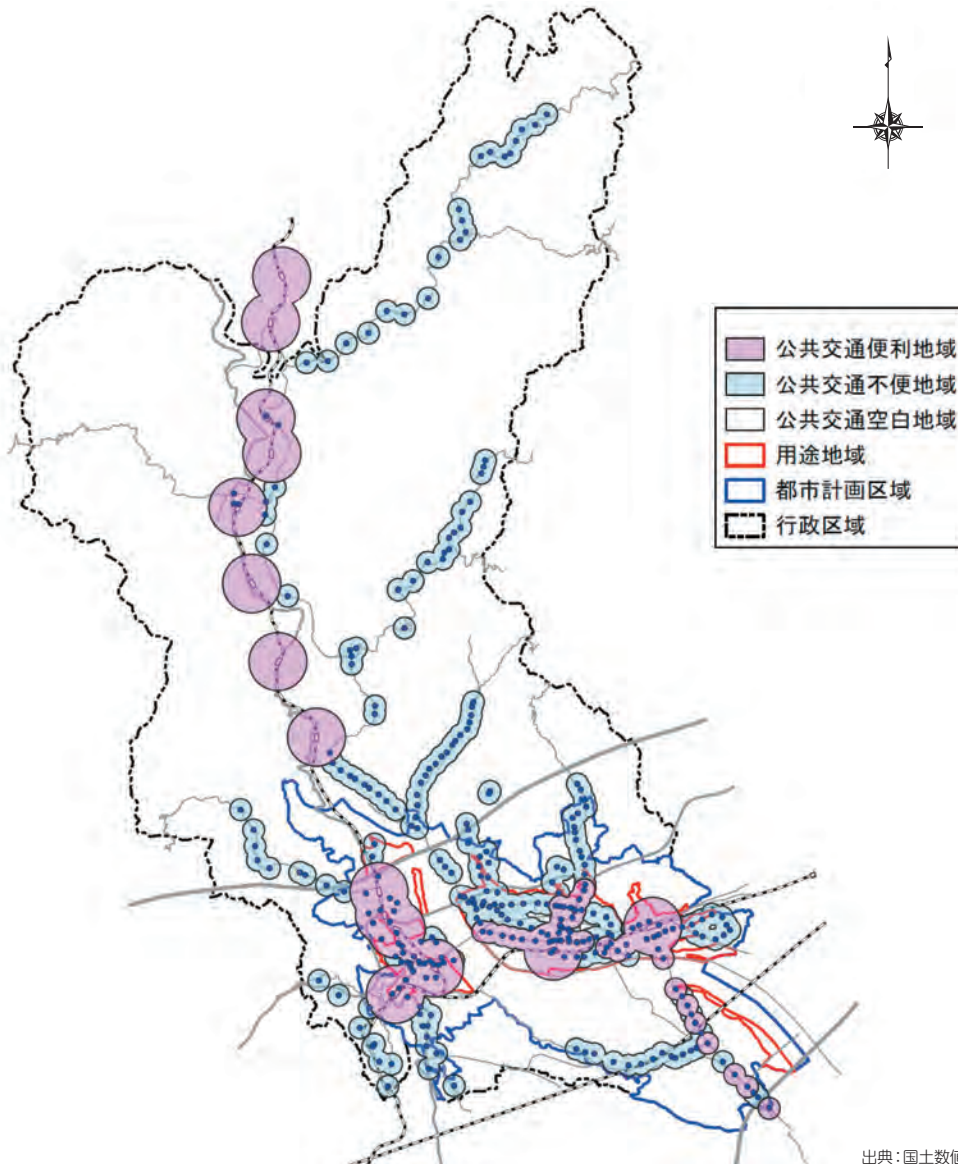 公共交通便利地域
公共交通不便地域
公共交通空白地域
用途地域
都市計画区域
行政区域
出典：国土数値